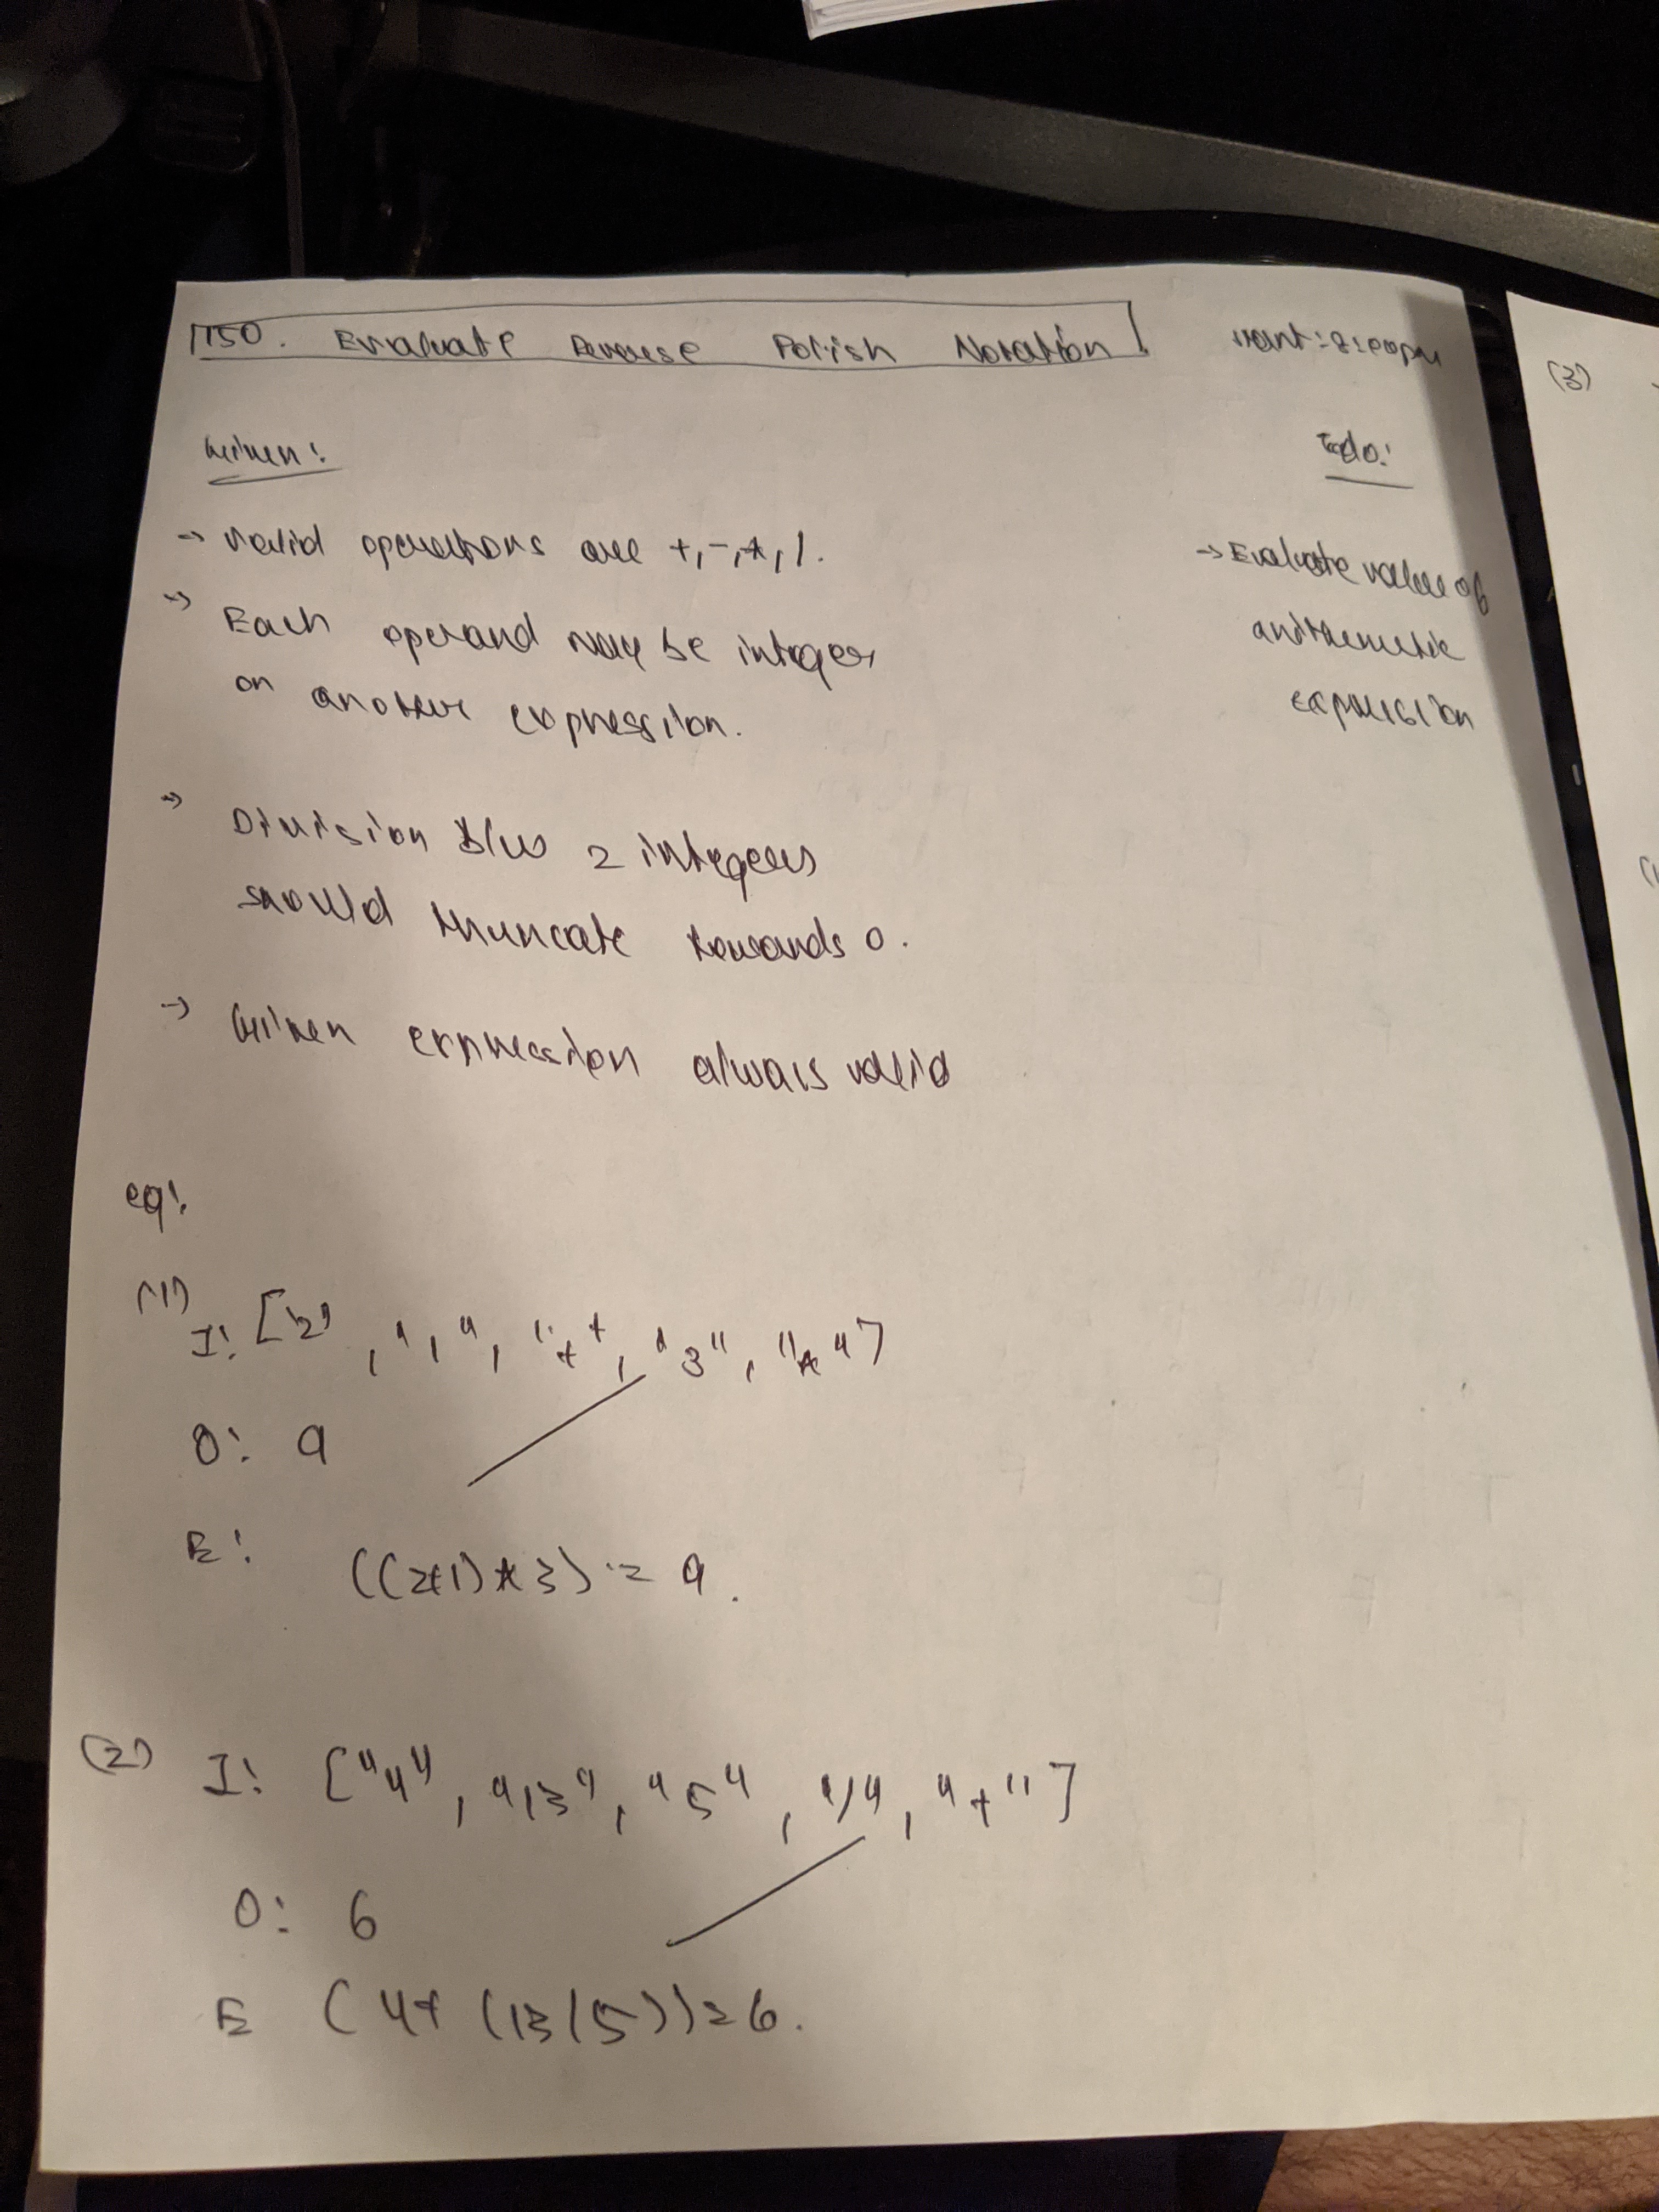 150. Evaluate Reverse Polish Notation
Start: 8:00pm
Given:
→ Valid operations are +, -, *, /.
→ Each operand may be integer
or another expression.
→ Division b/w 2 integers
should truncate towards 0.
→ Given expression always valid
Todo:
→ Evaluate value of
arithmetic
expression
eg:
(1)
I: ["2", "1", "+", "3", "*"]
O: 9
E: ((2+1)*3) = 9.
(2) I: ["4", "13", "5", "/", "+"]
O: 6
E (4+ (13/5)) = 6.
(3)